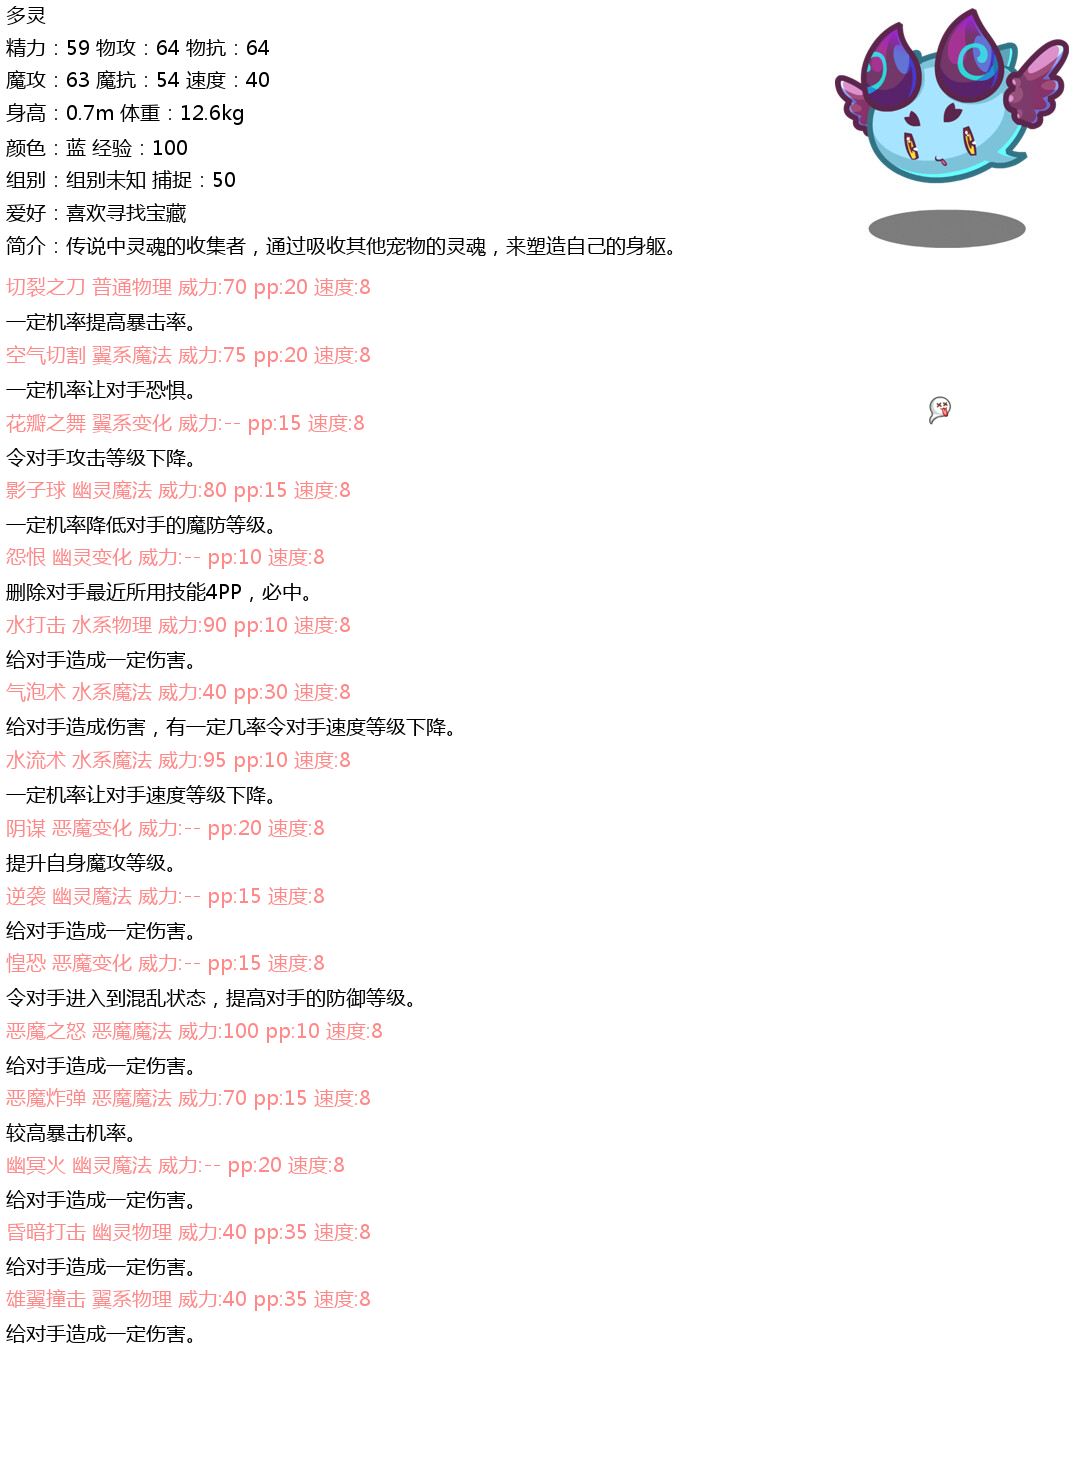 多灵
精力：59 物攻：64 物抗：64
魔攻：63 魔抗：54 速度：40
身高：0.7m 体重：12.6kg
颜色：蓝 经验：100
组别：组别未知 捕捉：50
爱好：喜欢寻找宝藏
简介：传说中灵魂的收集者，通过吸收其他宠物的灵魂，来塑造自己的身躯。
切裂之刀 普通物理 威力:70 pp:20 速度:8
一定机率提高暴击率。
空气切割 翼系魔法 威力:75 pp:20 速度:8
一定机率让对手恐惧。
花瓣之舞 翼系变化 威力:-- pp:15 速度:8
令对手攻击等级下降。
影子球 幽灵魔法 威力:80 pp:15 速度:8
一定机率降低对手的魔防等级。
怨恨 幽灵变化 威力:-- pp:10 速度:8
删除对手最近所用技能4PP，必中。
水打击 水系物理 威力:90 pp:10 速度:8
给对手造成一定伤害。
气泡术 水系魔法 威力:40 pp:30 速度:8
给对手造成伤害，有一定几率令对手速度等级下降。
水流术 水系魔法 威力:95 pp:10 速度:8
一定机率让对手速度等级下降。
阴谋 恶魔变化 威力:-- pp:20 速度:8
提升自身魔攻等级。
逆袭 幽灵魔法 威力:-- pp:15 速度:8
给对手造成一定伤害。
惶恐 恶魔变化 威力:-- pp:15 速度:8
令对手进入到混乱状态，提高对手的防御等级。
恶魔之怒 恶魔魔法 威力:100 pp:10 速度:8
给对手造成一定伤害。
恶魔炸弹 恶魔魔法 威力:70 pp:15 速度:8
较高暴击机率。
幽冥火 幽灵魔法 威力:-- pp:20 速度:8
给对手造成一定伤害。
昏暗打击 幽灵物理 威力:40 pp:35 速度:8
给对手造成一定伤害。
雄翼撞击 翼系物理 威力:40 pp:35 速度:8
给对手造成一定伤害。